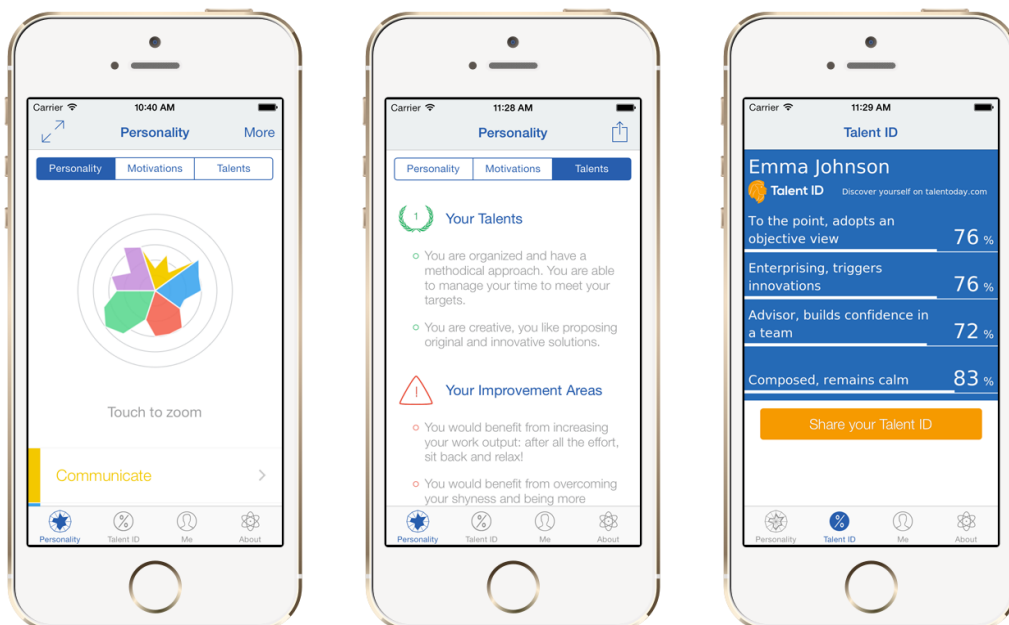 Carrier 10:40 AM
Personality More
Personality Motivations Talents
Touch to zoom
Communicate
Personality Talent ID Me About
Carrier 11:28 AM
Personality
Personality Motivations Talents
1 Your Talents
You are organized and have a
methodical approach. You are able
to manage your time to meet your
targets.
You are creative, you like proposing
original and innovative solutions.
! Your Improvement Areas
You would benefit from increasing
your work output: after all the effort,
sit back and relax!
You would benefit from overcoming
your shyness and being more
Personality Talent ID Me About
Carrier 11:29 AM
Talent ID
Emma Johnson
Talent ID Discover yourself on talentoday.com
To the point, adopts an
objective view 76 %
Enterprising, triggers
innovations 76 %
Advisor, builds confidence in
a team 72 %
Composed, remains calm 83 %
Share your Talent ID
Personality % Talent ID Me About